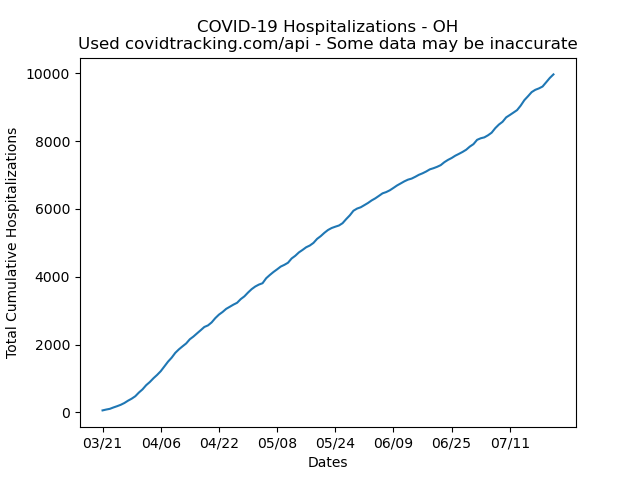 COVID-19 Hospitalizations - OH
Used covidtracking.com/api - Some data may be inaccurate
Total Cumulative Hospitalizations
10000
8000
6000
4000
2000
0
03/21 04/06 04/22 05/08 05/24 06/09 06/25 07/11
Dates